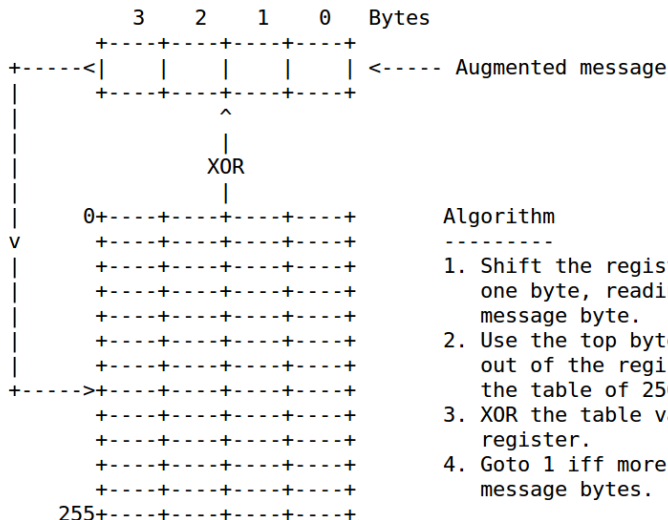 3 2 1 0 Bytes
<----- Augmented message
XOR
0
Algorithm
---------
1. Shift the regis
one byte, readi
message byte.
2. Use the top byt
out of the regi
the table of 25
3. XOR the table v
register.
4. Goto 1 iff more
message bytes.
255